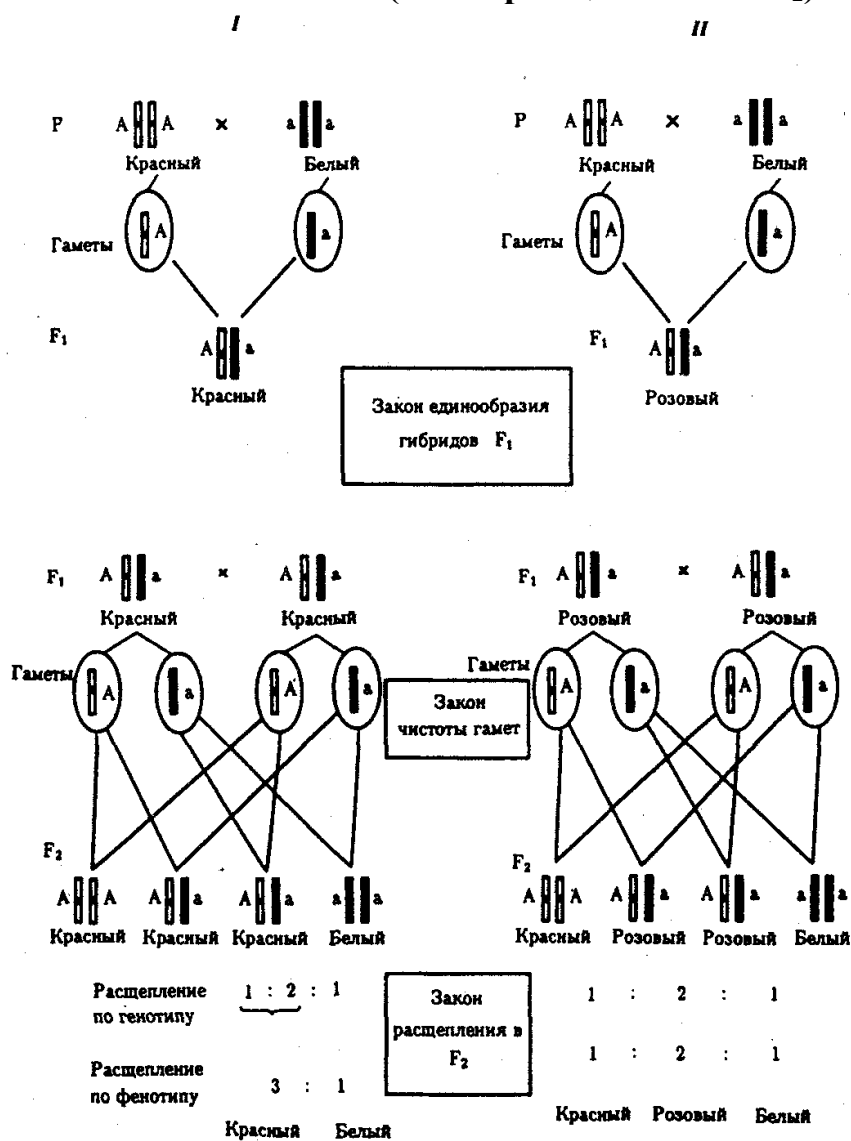 I II
P A A × a a P A A × a a
Красный Белый Красный Белый
Гаметы A a Гаметы A a
F₁ A a F₁ A a
Красный Розовый
Закон единообразия
гибридов F₁
F₁ A a × A a F₁ A a × A a
Красный Красный Розовый Розовый
Гаметы A a A a Гаметы A a A a
Закон
чистоты гамет
F₂ F₂
A A A a A a a a A A A a A a a a
Красный Красный Красный Белый Красный Розовый Розовый Белый
Расщепление
по генотипу
1 : 2 : 1
Закон
расщепления в
F₂
1 : 2 : 1
1 : 2 : 1
Расщепление
по фенотипу
3 : 1
Красный Белый
Красный Розовый Белый